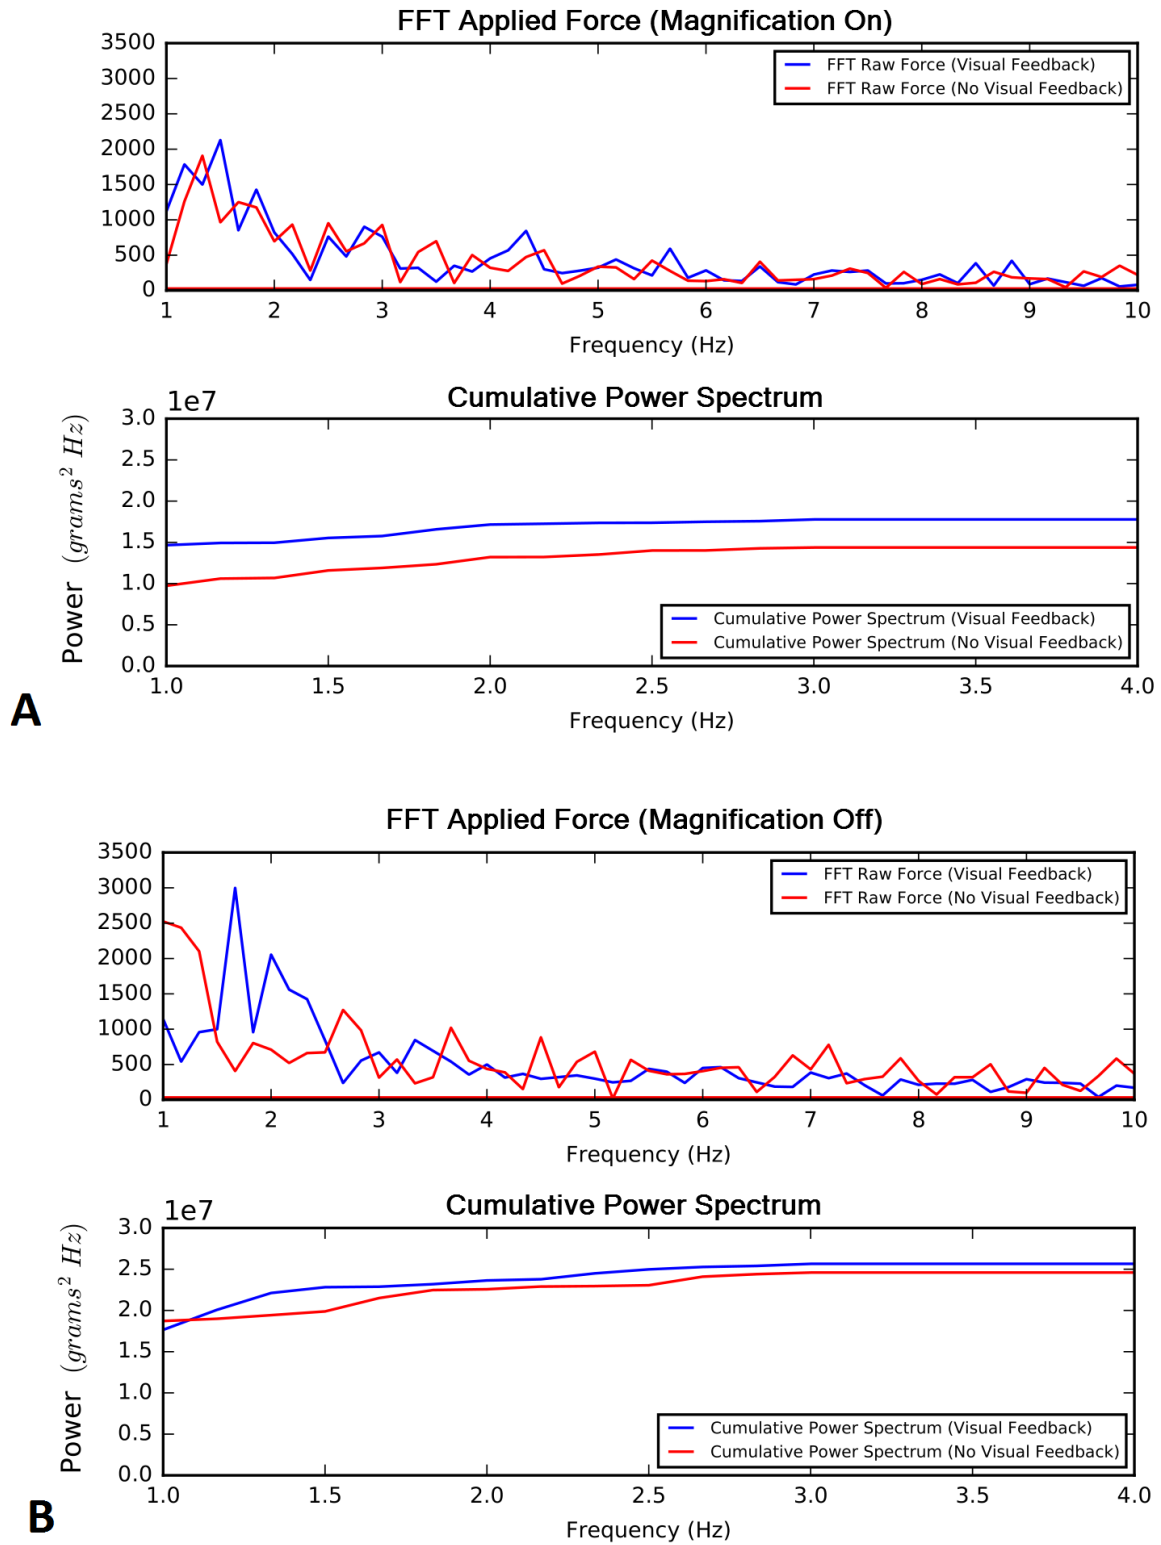 FFT Applied Force (Magnification On)
3500
3000
2500
2000
1500
1000
500
0
FFT Raw Force (Visual Feedback)
FFT Raw Force (No Visual Feedback)
1 2 3 4 5 6 7 8 9 10
Frequency (Hz)
Cumulative Power Spectrum
1e7
3.0
2.5
2.0
1.5
1.0
0.5
0.0
Power (grams² Hz)
Cumulative Power Spectrum (Visual Feedback)
Cumulative Power Spectrum (No Visual Feedback)
1.0 1.5 2.0 2.5 3.0 3.5 4.0
Frequency (Hz)
A
FFT Applied Force (Magnification Off)
3500
3000
2500
2000
1500
1000
500
0
FFT Raw Force (Visual Feedback)
FFT Raw Force (No Visual Feedback)
1 2 3 4 5 6 7 8 9 10
Frequency (Hz)
Cumulative Power Spectrum
1e7
3.0
2.5
2.0
1.5
1.0
0.5
0.0
Power (grams² Hz)
Cumulative Power Spectrum (Visual Feedback)
Cumulative Power Spectrum (No Visual Feedback)
1.0 1.5 2.0 2.5 3.0 3.5 4.0
Frequency (Hz)
B